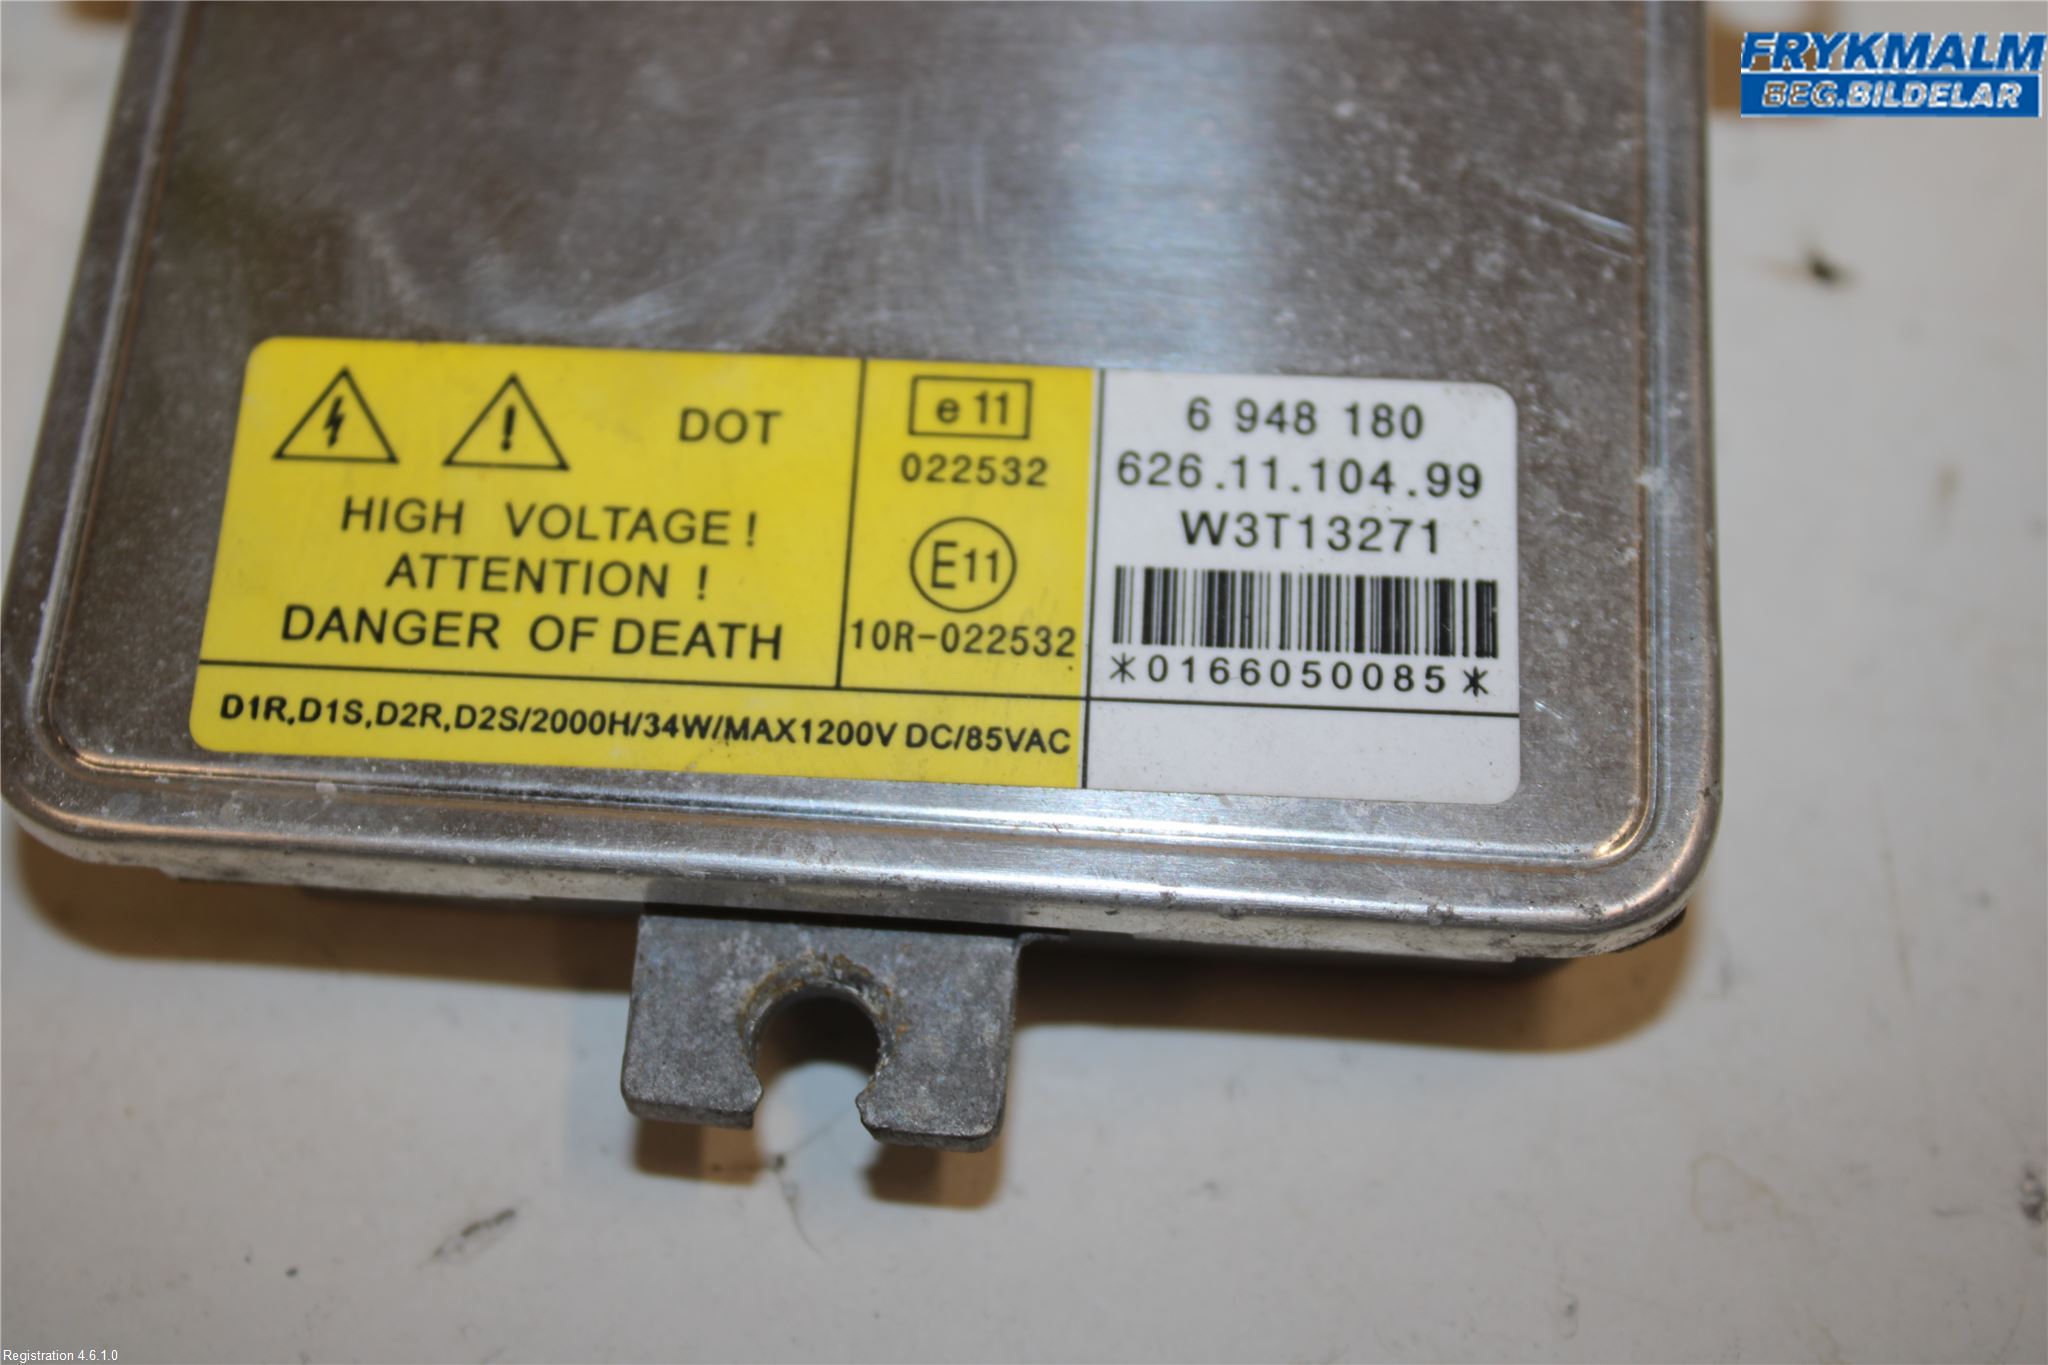 FRYKMALM
BEG.BILDELAR
DOT
HIGH VOLTAGE!
ATTENTION !
DANGER OF DEATH
e 11
022532
E11
10R-022532
6 948 180
626.11.104.99
W3T13271
*0166050085*
D1R,D1S,D2R,D2S/2000H/34W/MAX1200V DC/85VAC
Registration 4.6.1.0